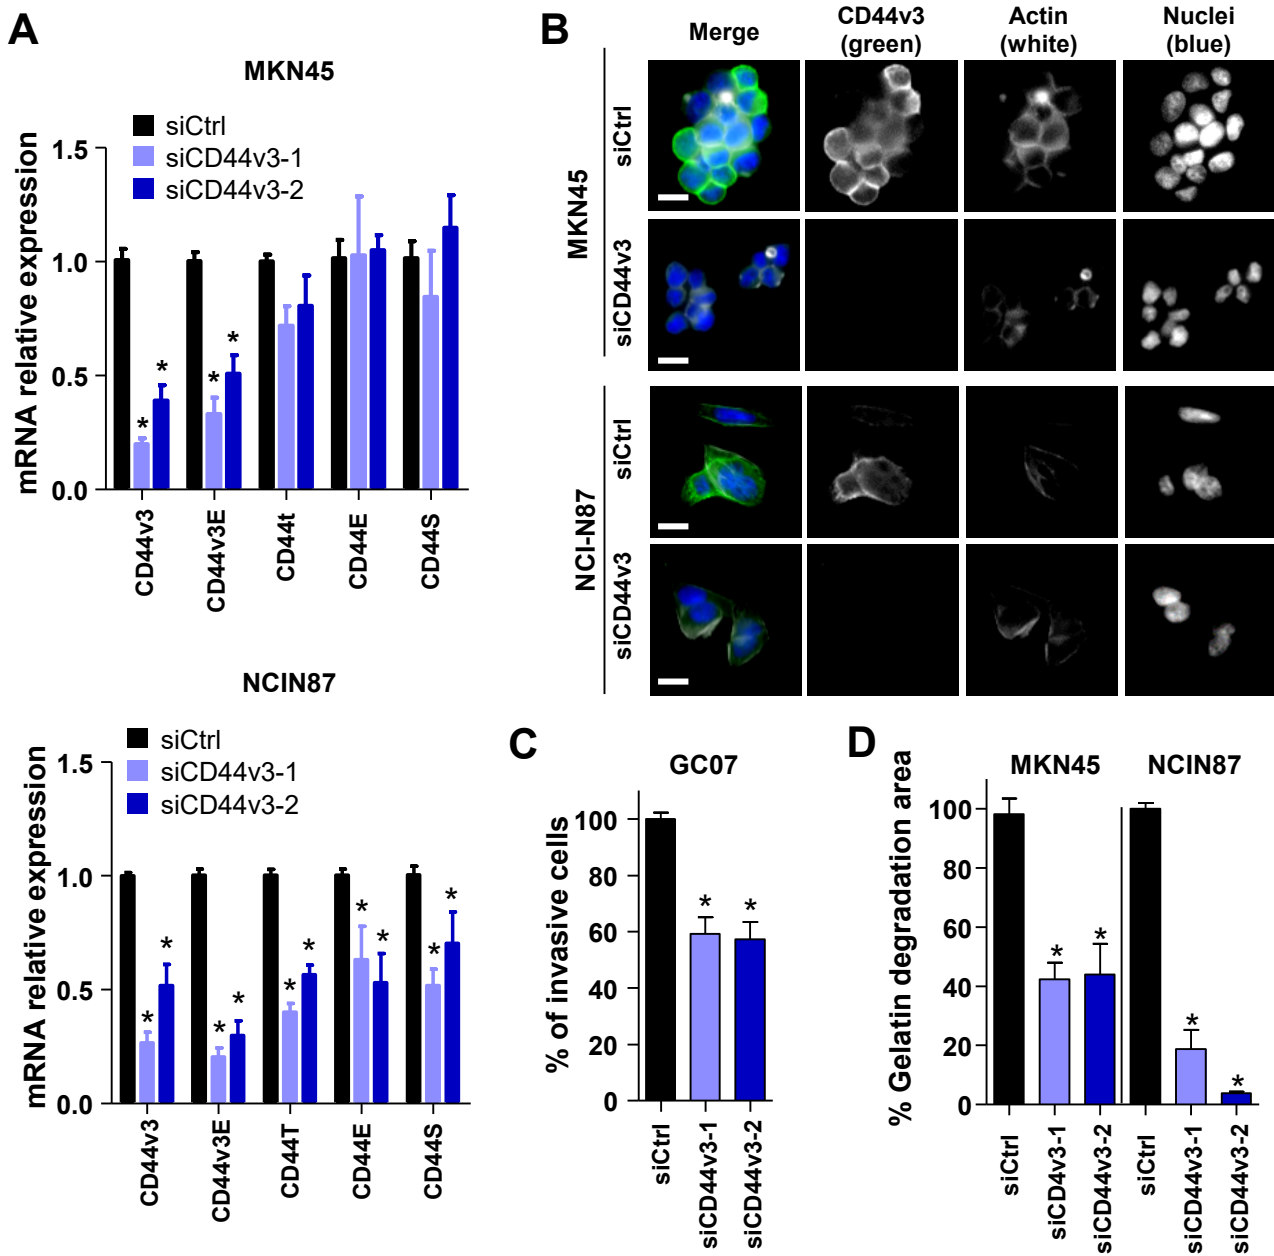 A
MKN45
siCtrl
siCD44v3-1
siCD44v3-2
mRNA relative expression
1.5
1.0
0.5
0.0
* * * *
CD44v3
CD44v3E
CD44t
CD44E
CD44S
NCIN87
siCtrl
siCD44v3-1
siCD44v3-2
mRNA relative expression
1.5
1.0
0.5
0.0
* * * * * * * * * *
CD44v3
CD44v3E
CD44T
CD44E
CD44S
B
Merge
CD44v3
(green)
Actin
(white)
Nuclei
(blue)
MKN45
siCtrl
siCD44v3
NCI-N87
siCtrl
siCD44v3
C
GC07
% of invasive cells
100
80
60
40
20
0
* *
siCtrl
siCD44v3-1
siCD44v3-2
D
MKN45
NCIN87
% Gelatin degradation area
100
80
60
40
20
0
* * * *
siCtrl
siCD44v3-1
siCD44v3-2
siCtrl
siCD44v3-1
siCD44v3-2